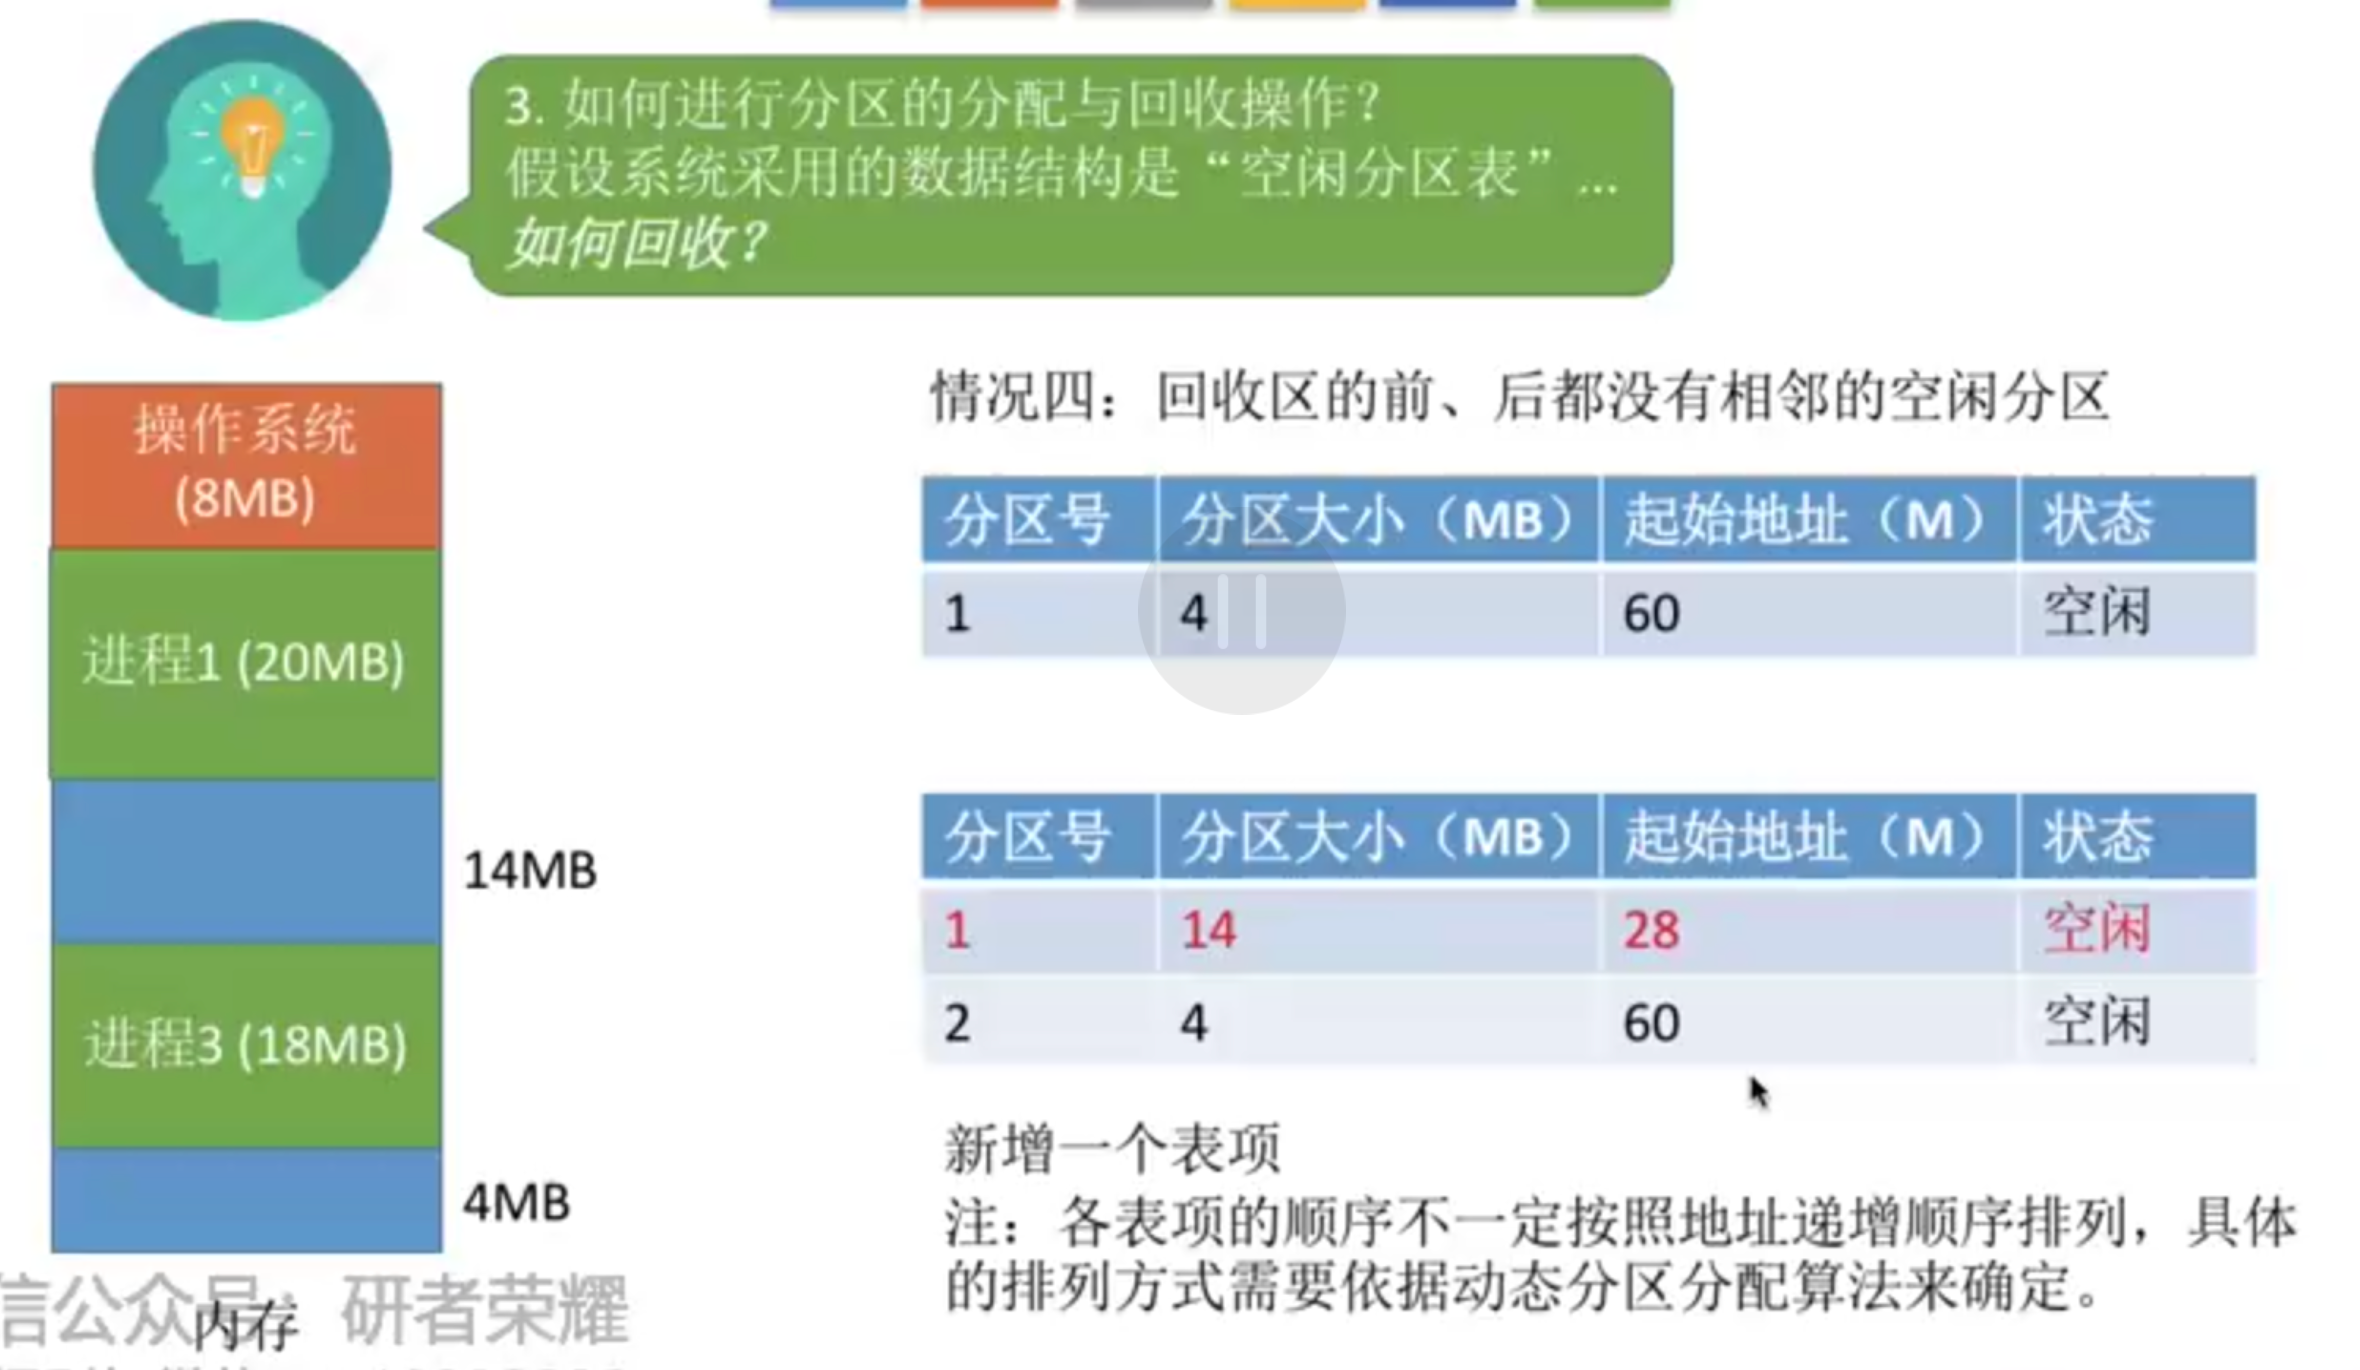 3. 如何进行分区的分配与回收操作？
假设系统采用的数据结构是“空闲分区表”...
如何回收？
操作系统
(8MB)
进程1 (20MB)
14MB
进程3 (18MB)
4MB
内存
信公众号：研者荣耀
情况四：回收区的前、后都没有相邻的空闲分区
分区号 分区大小（MB） 起始地址（M） 状态
1 4 60 空闲
分区号 分区大小（MB） 起始地址（M） 状态
1 14 28 空闲
2 4 60 空闲
新增一个表项
注：各表项的顺序不一定按照地址递增顺序排列，具体
的排列方式需要依据动态分区分配算法来确定。